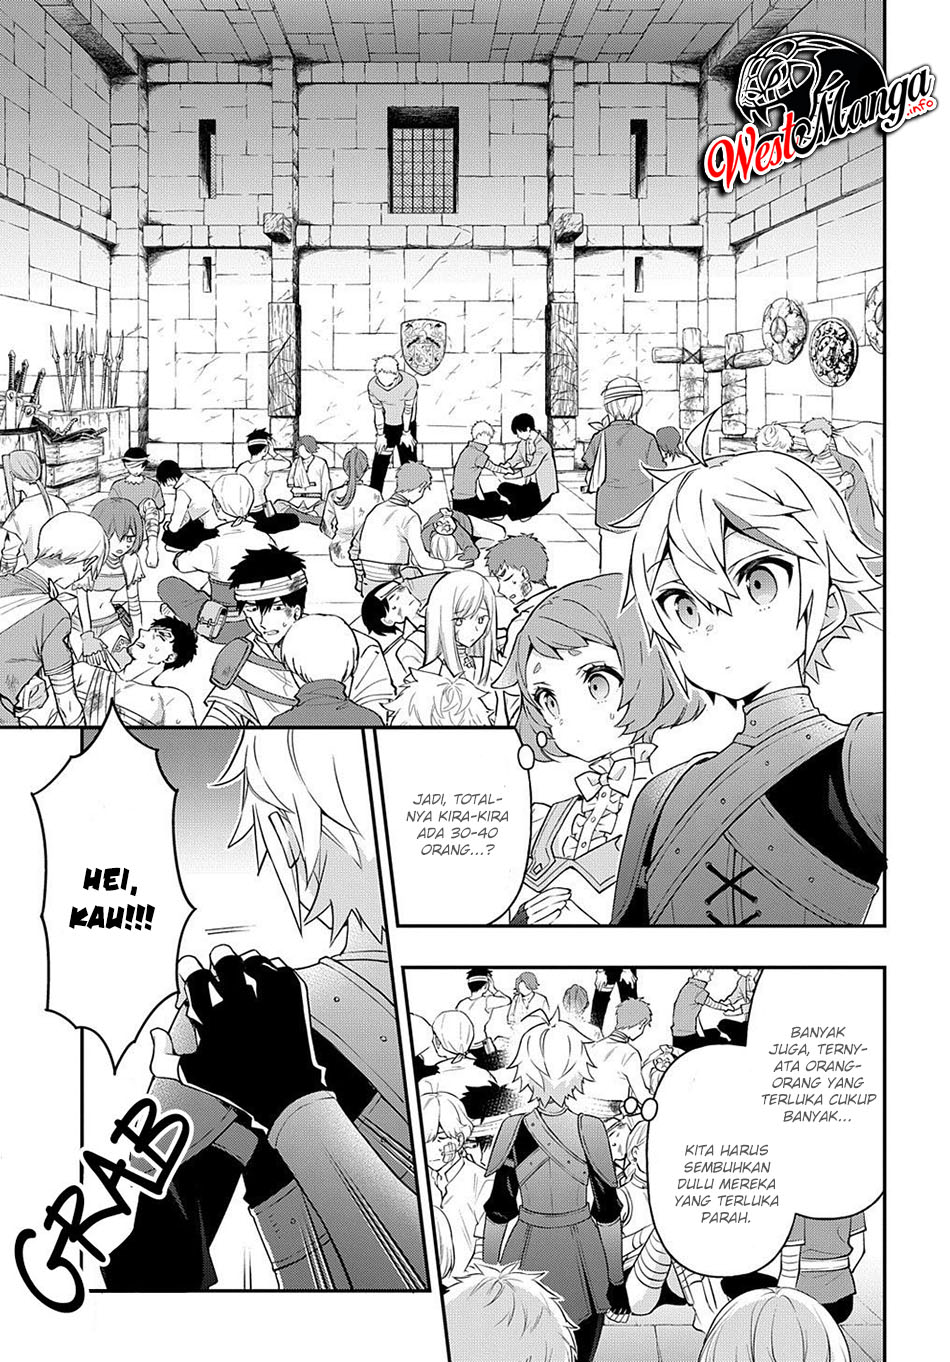 WestManga
.info
JADI, TOTAL-
NYA KIRA-KIRA
ADA 30-40
ORANG...?
HEI,
KAU!!!
GRAB
BANYAK
JUGA, TERNY-
ATA ORANG-
ORANG YANG
TERLUKA CUKUP
BANYAK...
KITA HARUS
SEMBUHKAN
DULU MEREKA
YANG TERLUKA
PARAH.